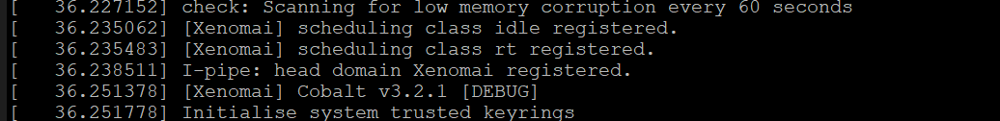 [   36.227152] check: Scanning for low memory corruption every 60 seconds
[   36.235062] [Xenomai] scheduling class idle registered.
[   36.235483] [Xenomai] scheduling class rt registered.
[   36.238511] I-pipe: head domain Xenomai registered.
[   36.251378] [Xenomai] Cobalt v3.2.1 [DEBUG]
[   36.251778] Initialise system trusted keyrings